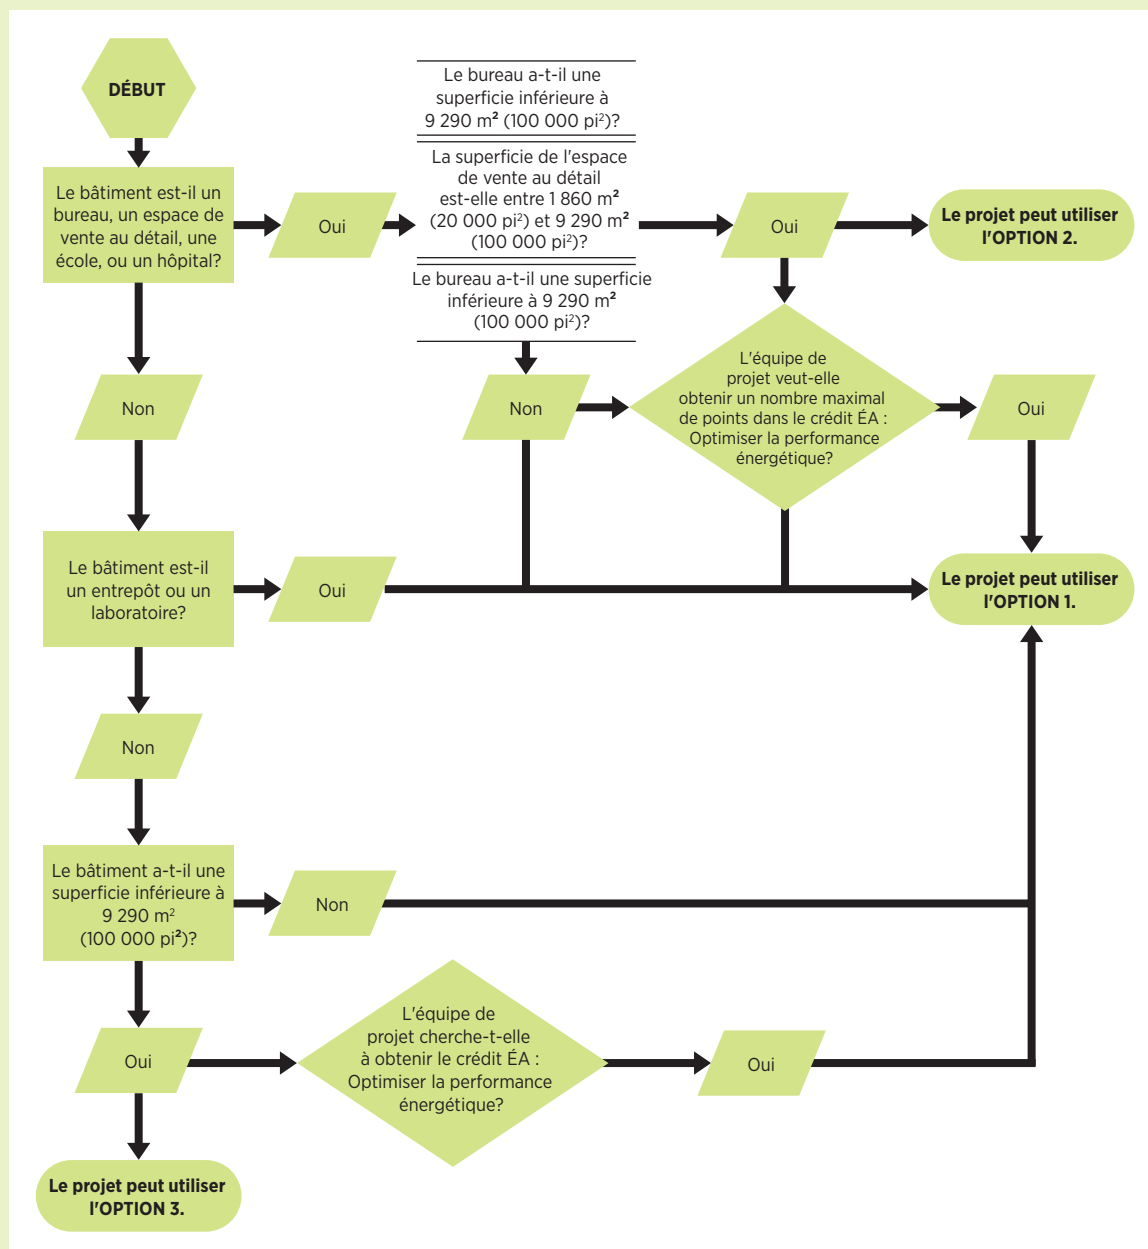 DÉBUT
Le bâtiment est-il un
bureau, un espace de
vente au détail, une
école, ou un hôpital?
Oui
Le bureau a-t-il une
superficie inférieure à
9 290 m² (100 000 pi²)?
La superficie de l'espace
de vente au détail
est-elle entre 1 860 m²
(20 000 pi²) et 9 290 m²
(100 000 pi²)?
Le bureau a-t-il une superficie
inférieure à 9 290 m²
(100 000 pi²)?
Oui
Le projet peut utiliser
l'OPTION 2.
Non
Non
L'équipe de
projet veut-elle
obtenir un nombre maximal
de points dans le crédit ÉA :
Optimiser la performance
énergétique?
Oui
Le bâtiment est-il
un entrepôt ou un
laboratoire?
Oui
Le projet peut utiliser
l'OPTION 1.
Non
Le bâtiment a-t-il une
superficie inférieure à
9 290 m²
(100 000 pi²)?
Non
Oui
L'équipe de
projet cherche-t-elle
à obtenir le crédit ÉA :
Optimiser la performance
énergétique?
Oui
Le projet peut utiliser
l'OPTION 3.